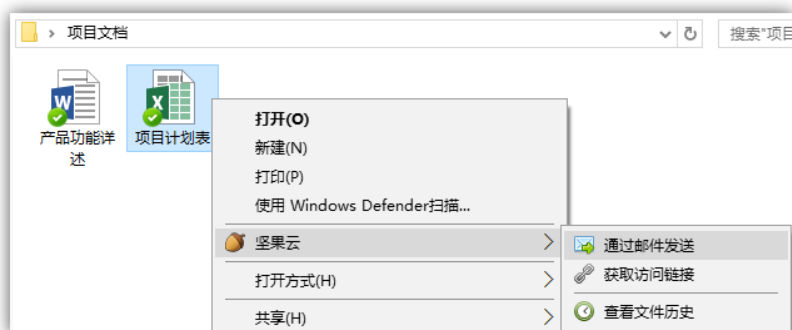 项目文档
搜索"项目
产品功能详
述
项目计划表
打开(O)
新建(N)
打印(P)
使用 Windows Defender扫描...
坚果云
通过邮件发送
获取访问链接
打开方式(H)
查看文件历史
共享(H)